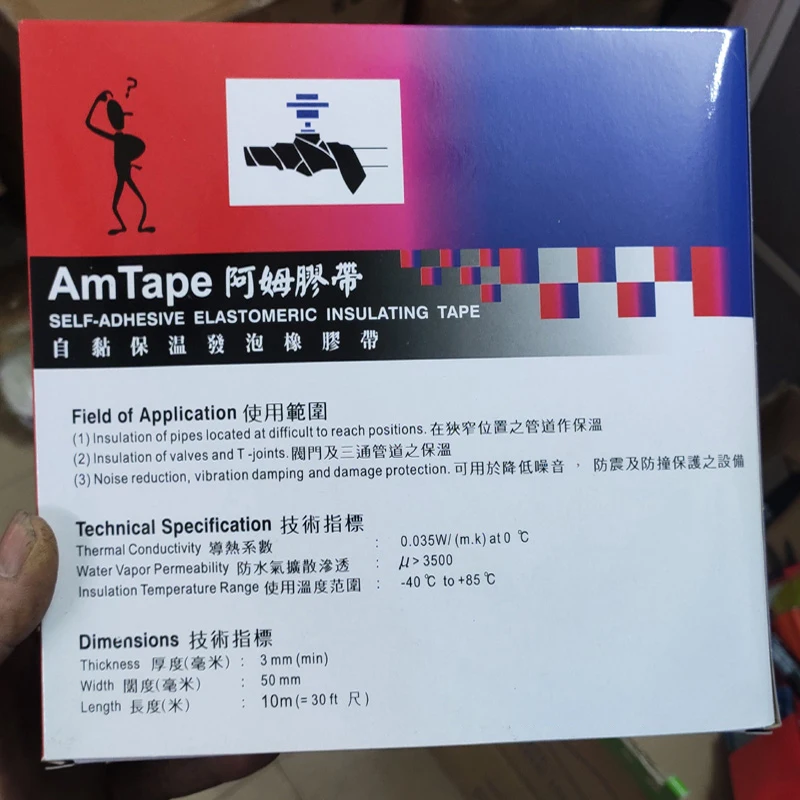 ?
AmTape 阿姆膠帶
SELF-ADHESIVE ELASTOMERIC INSULATING TAPE
自黏保温發泡橡膠帶
Field of Application 使用範圍
(1) Insulation of pipes located at difficult to reach positions. 在狹窄位置之管道作保溫
(2) Insulation of valves and T -joints. 閥門及三通管道之保溫
(3) Noise reduction, vibration damping and damage protection. 可用於降低噪音 , 防震及防撞保護之設備
Technical Specification 技術指標
Thermal Conductivity 導熱系數 : 0.035W/ (m.k) at 0 ℃
Water Vapor Permeability 防水氣擴散滲透 : μ > 3500
Insulation Temperature Range 使用溫度范圍 : -40℃ to +85℃
Dimensions 技術指標
Thickness 厚度(毫米) : 3 mm (min)
Width 闊度(毫米) : 50 mm
Length 長度(米) : 10m (= 30 ft 尺)